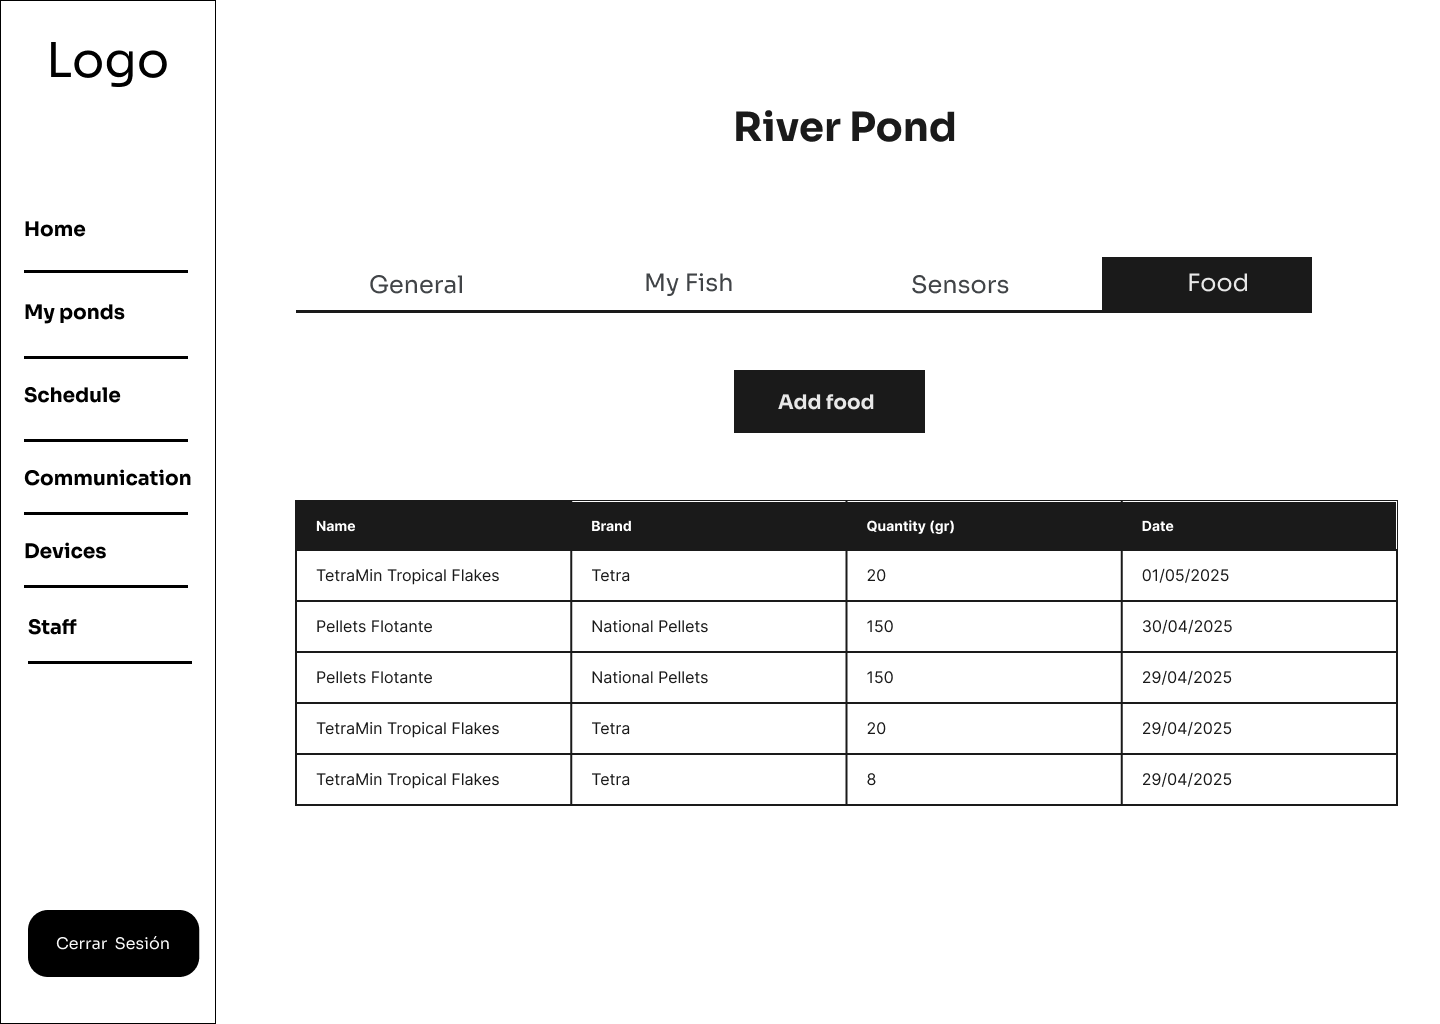 Logo
Home
My ponds
Schedule
Communication
Devices
Staff
Cerrar Sesión
River Pond
General My Fish Sensors Food
Add food
Name Brand Quantity (gr) Date
TetraMin Tropical Flakes Tetra 20 01/05/2025
Pellets Flotante National Pellets 150 30/04/2025
Pellets Flotante National Pellets 150 29/04/2025
TetraMin Tropical Flakes Tetra 20 29/04/2025
TetraMin Tropical Flakes Tetra 8 29/04/2025